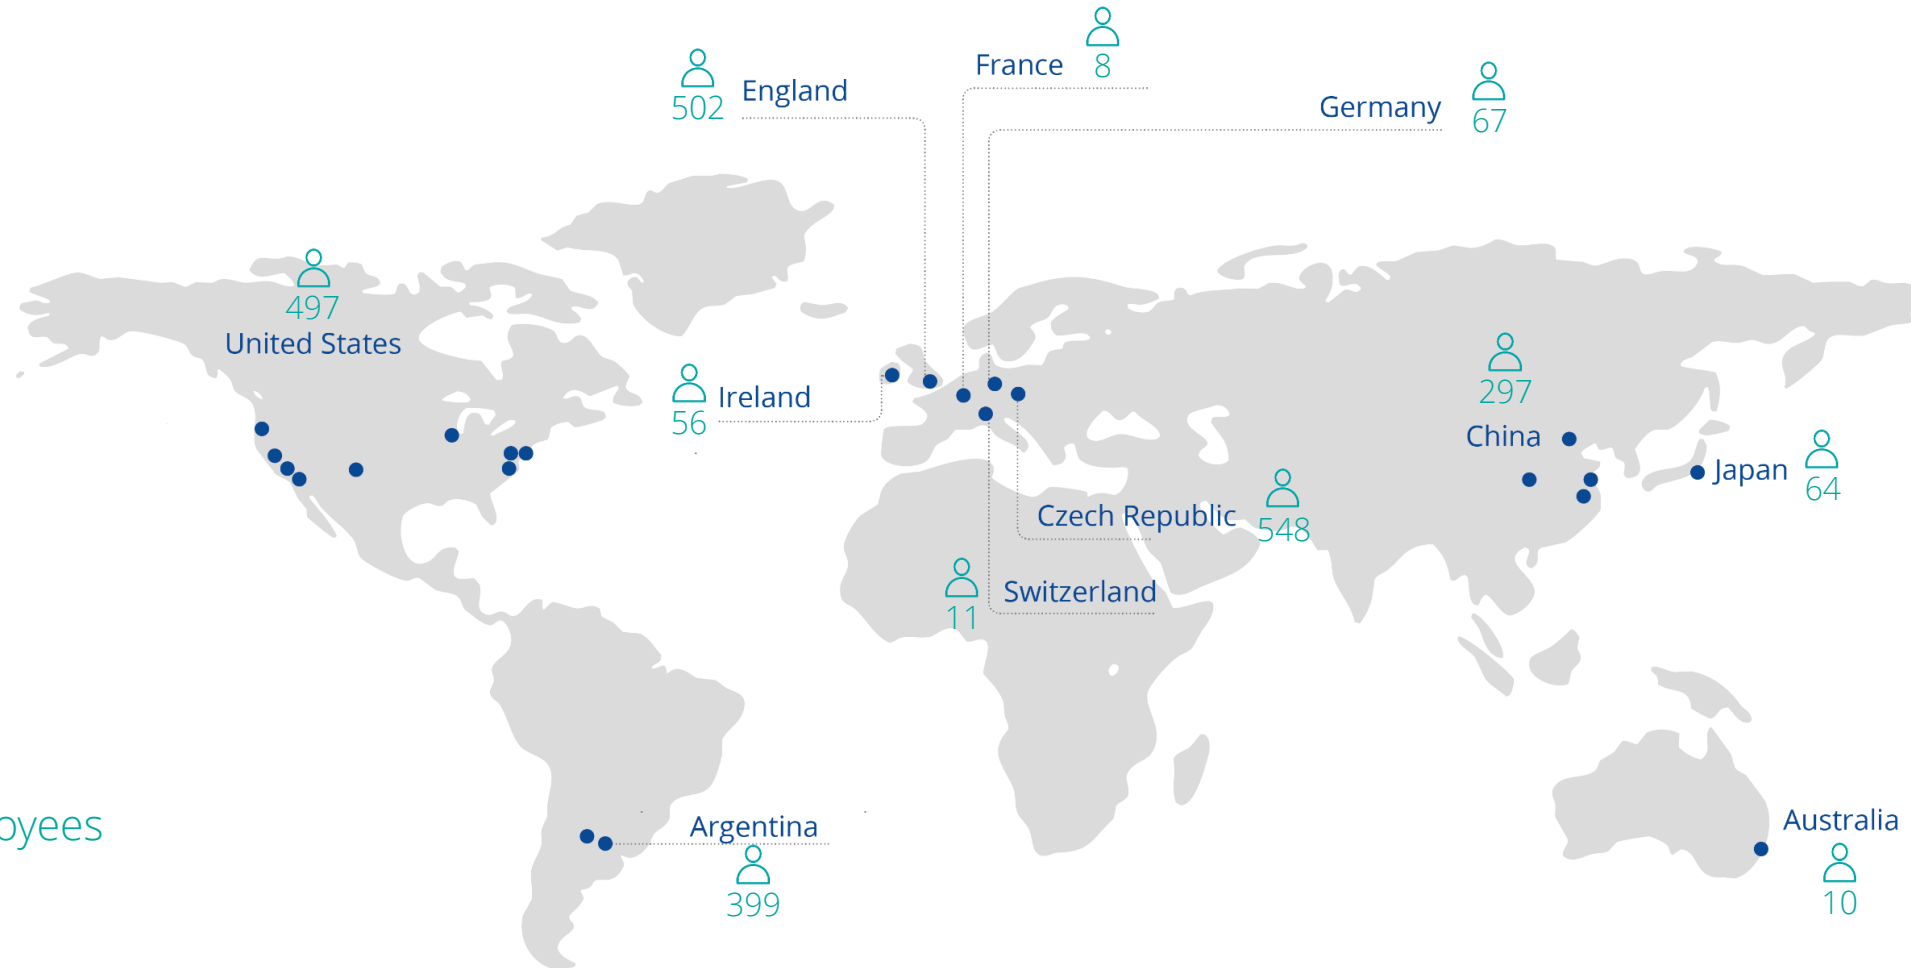 France
8
England
502
Germany
67
497
United States
Ireland
56
297
China
Japan
64
Czech Republic
548
Switzerland
11
Argentina
399
Australia
10
oyees